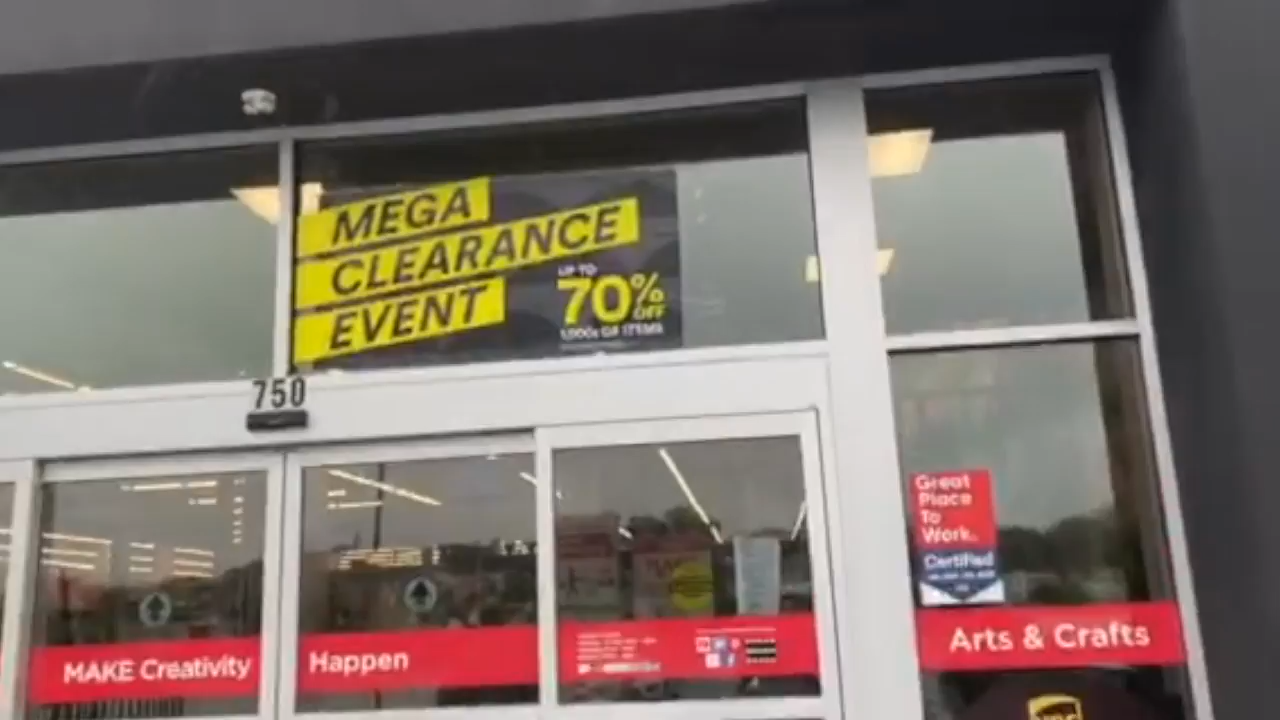 MEGA
CLEARANCE
EVENT
UP TO
70%
OFF
1,000s OF ITEMS
750
Great
Place
To
Work.
Certified
MAKE Creativity
Happen
Arts & Crafts